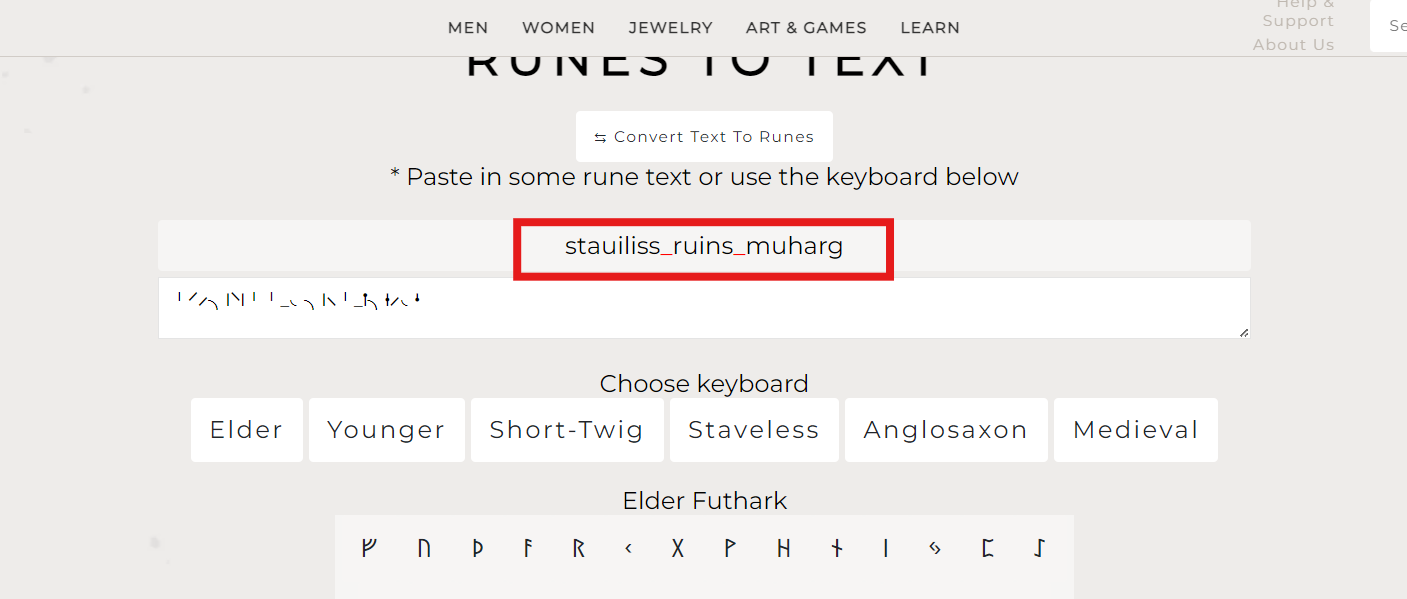 MEN WOMEN JEWELRY ART & GAMES LEARN
Help &
Support
About Us
Se
RUNES TO TEXT
⇆ Convert Text To Runes
* Paste in some rune text or use the keyboard below
stauiliss_ruins_muharg
Choose keyboard
Elder Younger Short-Twig Staveless Anglosaxon Medieval
Elder Futhark
ᚠ ᚢ ᚦ ᚨ ᚱ ᚲ ᚷ ᚹ ᚺ ᚾ ᛁ ᛃ ᛈ ᛇ